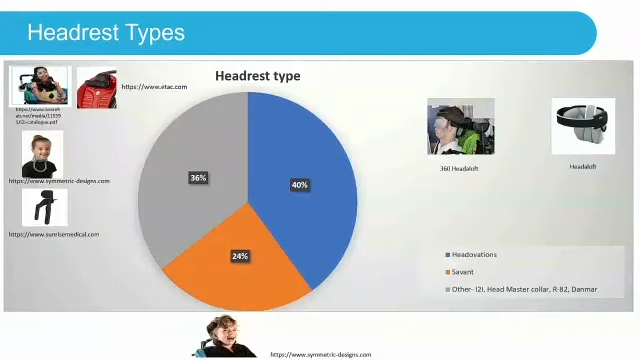 Headrest Types
Headrest type
https://www.etac.com
https://www.symmetric-designs.com
https://www.sunrisemedical.com
36%
40%
24%
360 Headaloft
Headaloft
Headovations
Savant
Other- I2I, Head Master collar, R-82, Danmar
https://www.symmetric-designs.com